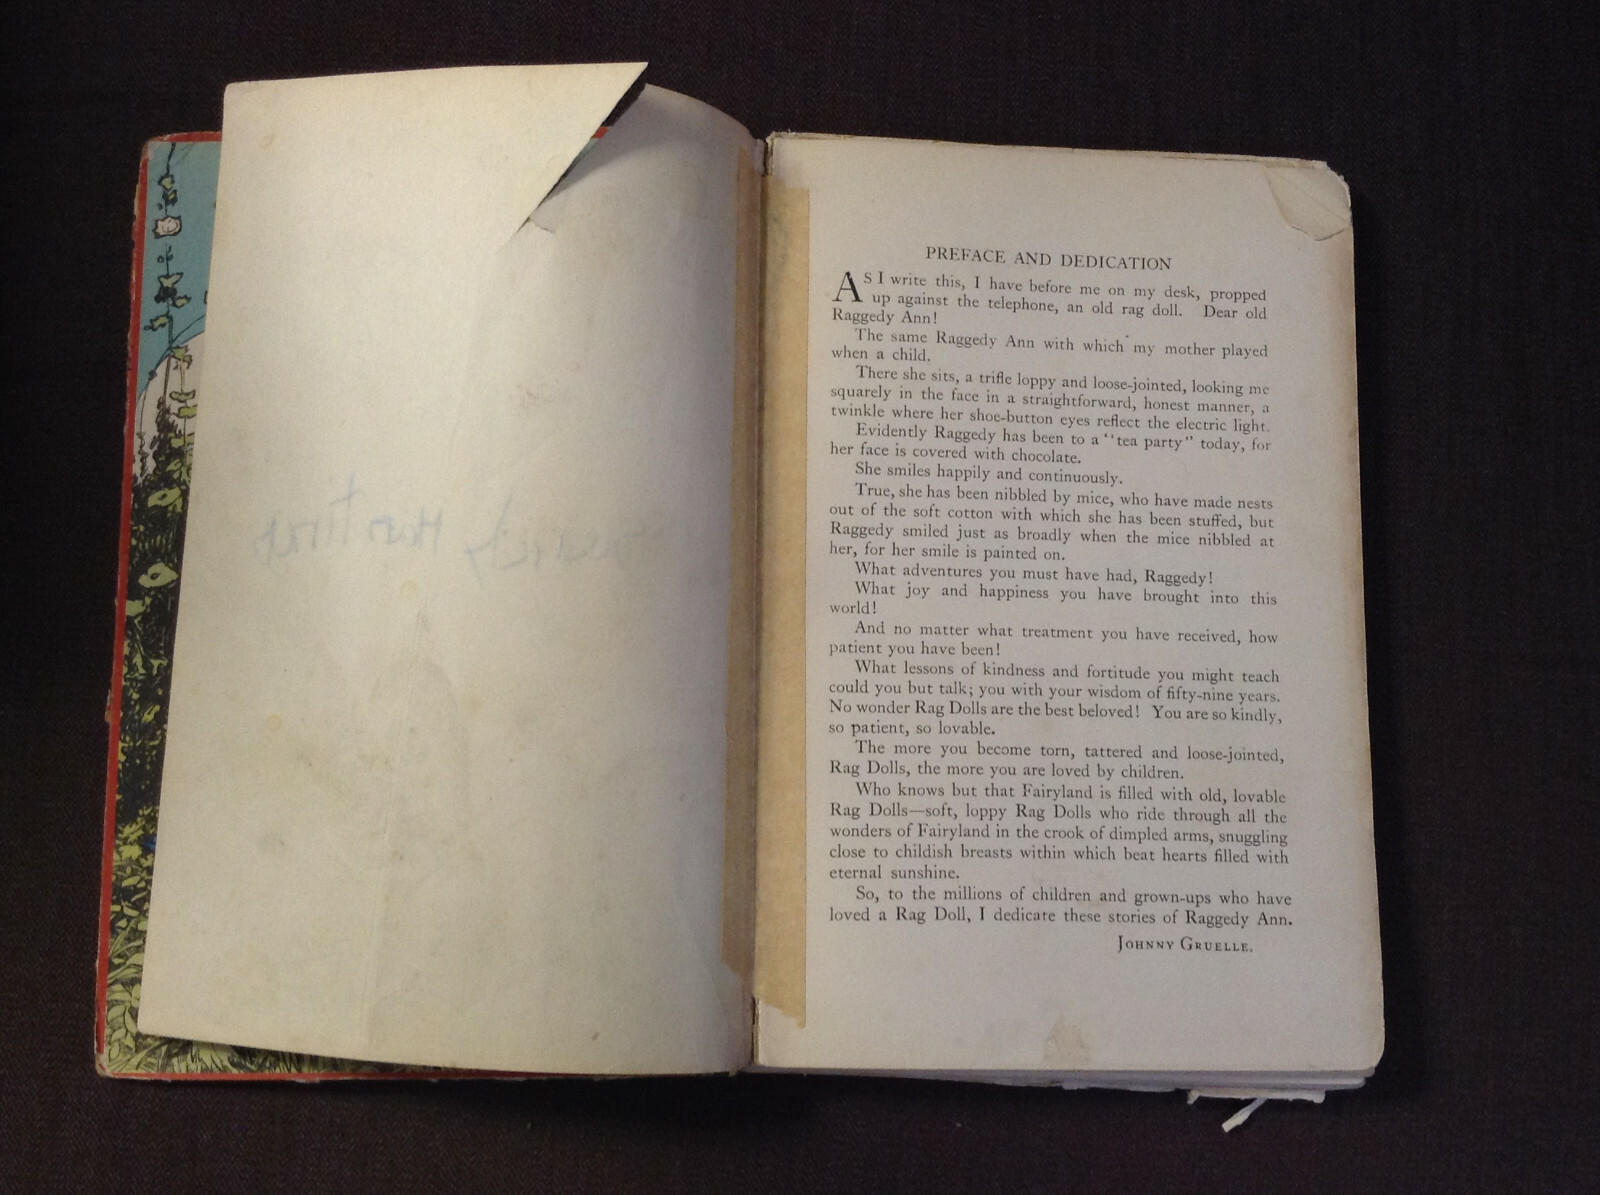 PREFACE AND DEDICATION
AS I write this, I have before me on my desk, propped
up against the telephone, an old rag doll. Dear old
Raggedy Ann!
The same Raggedy Ann with which my mother played
when a child.
There she sits, a trifle loppy and loose-jointed, looking me
squarely in the face in a straightforward, honest manner, a
twinkle where her shoe-button eyes reflect the electric light.
Evidently Raggedy has been to a "tea party" today, for
her face is covered with chocolate.
She smiles happily and continuously.
True, she has been nibbled by mice, who have made nests
out of the soft cotton with which she has been stuffed, but
Raggedy smiled just as broadly when the mice nibbled at
her, for her smile is painted on.
What adventures you must have had, Raggedy!
What joy and happiness you have brought into this
world!
And no matter what treatment you have received, how
patient you have been!
What lessons of kindness and fortitude you might teach
could you but talk; you with your wisdom of fifty-nine years.
No wonder Rag Dolls are the best beloved! You are so kindly,
so patient, so lovable.
The more you become torn, tattered and loose-jointed,
Rag Dolls, the more you are loved by children.
Who knows but that Fairyland is filled with old, lovable
Rag Dolls—soft, loppy Rag Dolls who ride through all the
wonders of Fairyland in the crook of dimpled arms, snuggling
close to childish breasts within which beat hearts filled with
eternal sunshine.
So, to the millions of children and grown-ups who have
loved a Rag Doll, I dedicate these stories of Raggedy Ann.
JOHNNY GRUELLE.